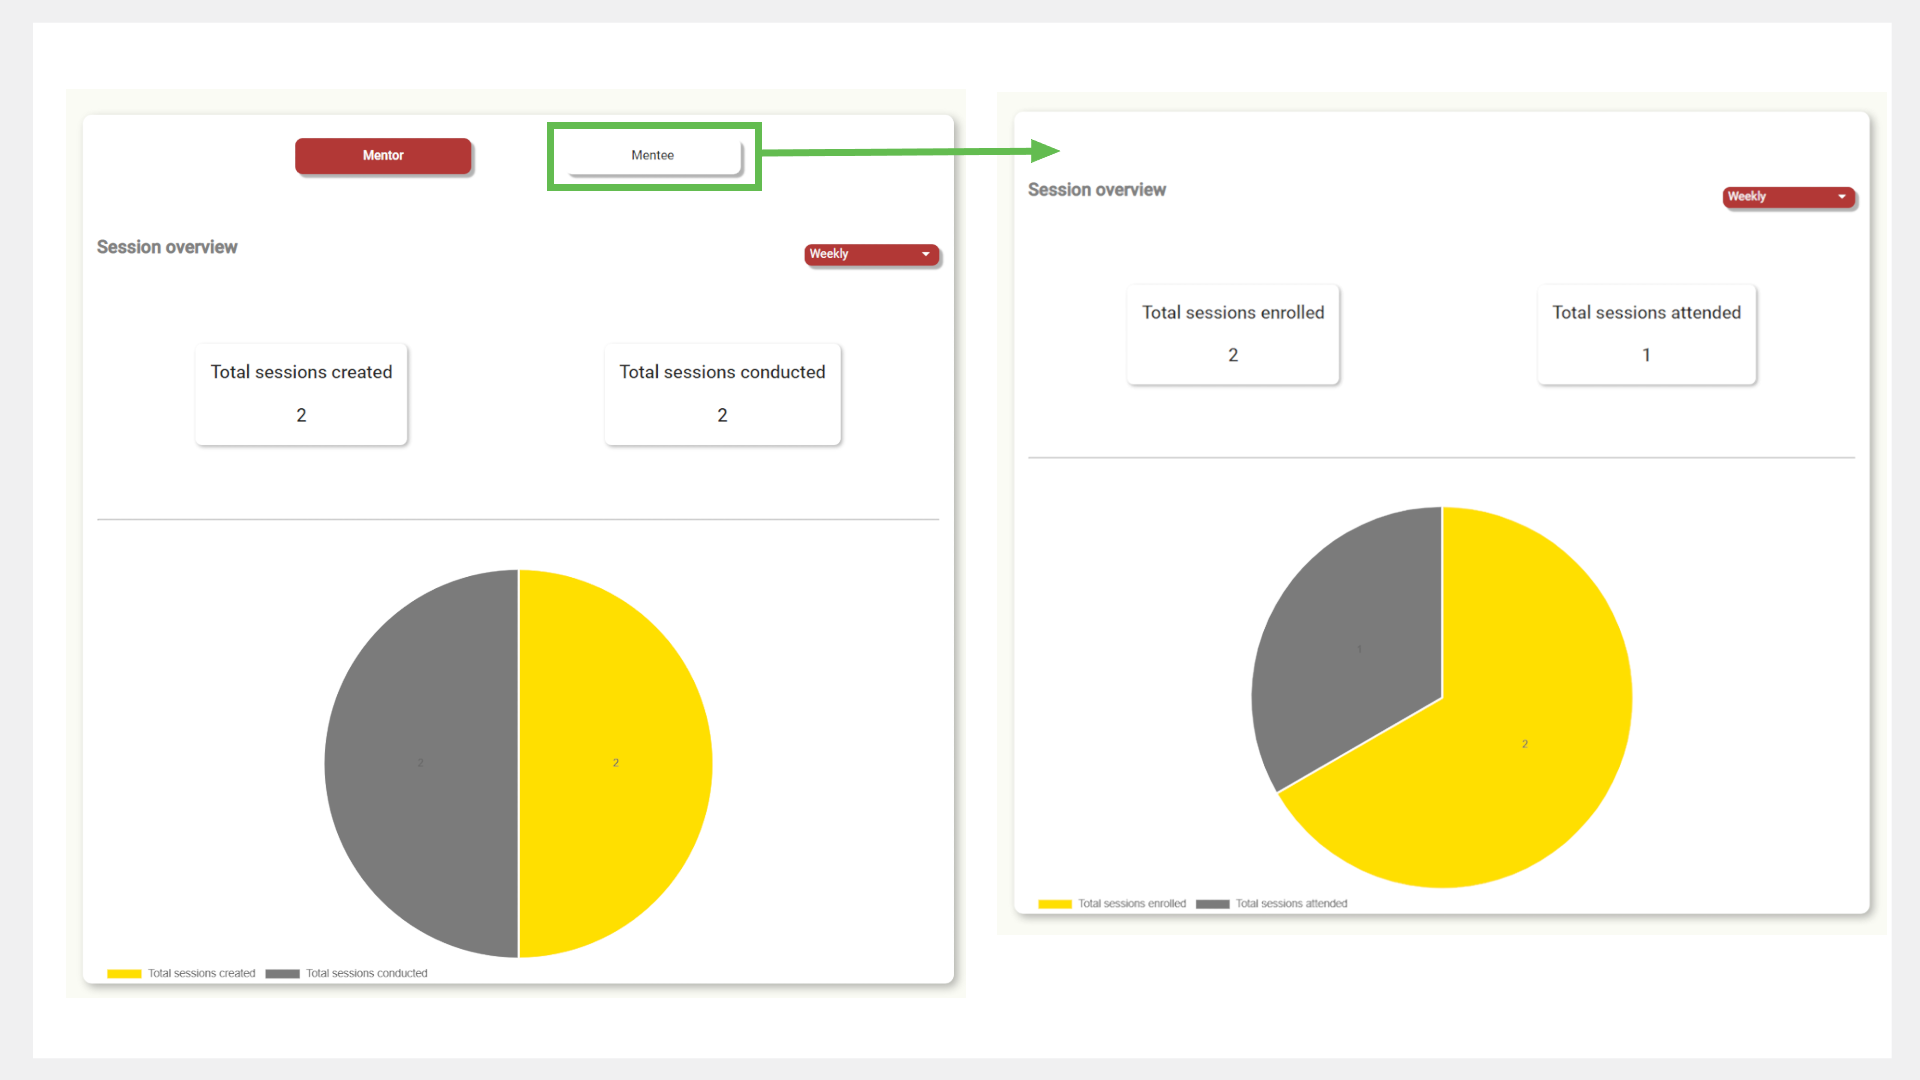 Mentor
Mentee
Session overview
Weekly
Total sessions created
2
Total sessions conducted
2
2
2
Total sessions created
Total sessions conducted
Session overview
Weekly
Total sessions enrolled
2
Total sessions attended
1
1
2
Total sessions enrolled
Total sessions attended